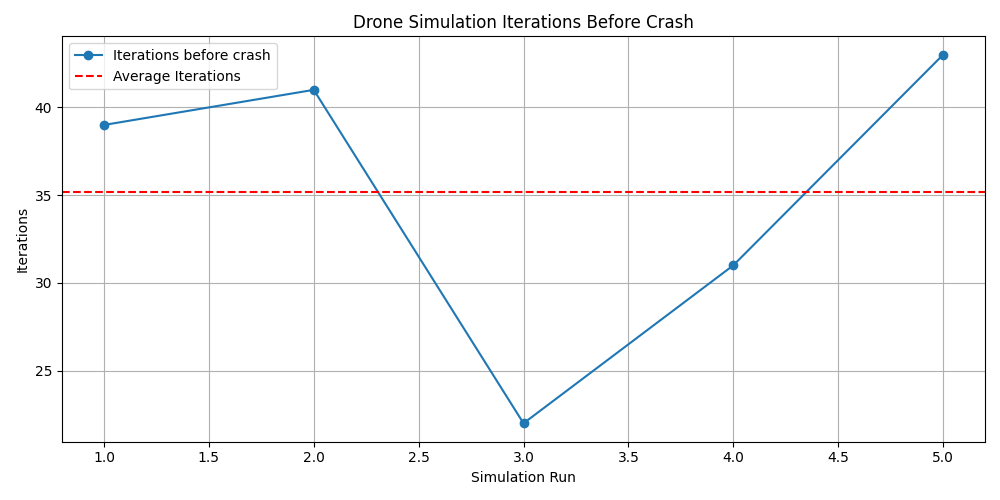 Drone Simulation Iterations Before Crash
Iterations before crash
Average Iterations
Iterations
40
35
30
25
1.0 1.5 2.0 2.5 3.0 3.5 4.0 4.5 5.0
Simulation Run